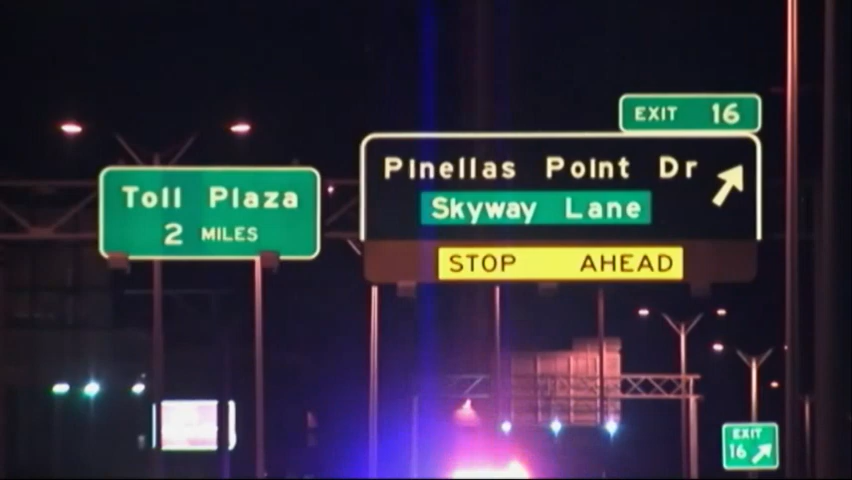 EXIT 16
Pinellas Point Dr
Skyway Lane
STOP AHEAD
Toll Plaza
2 MILES
EXIT
16